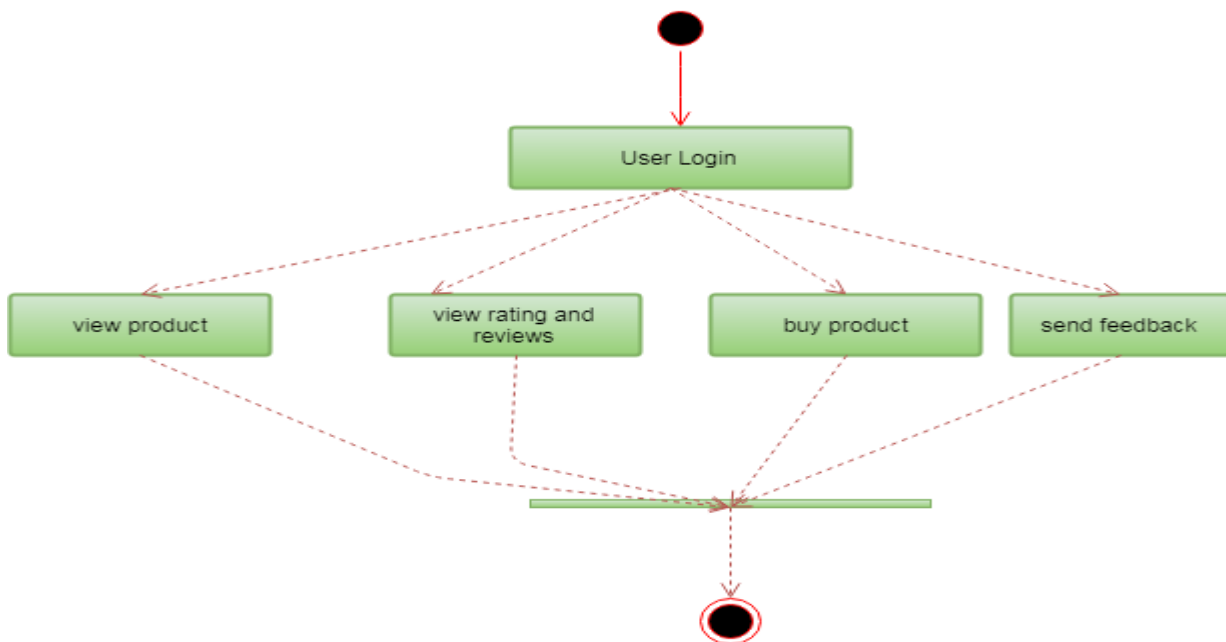 User Login
view product
view rating and
reviews
buy product
send feedback